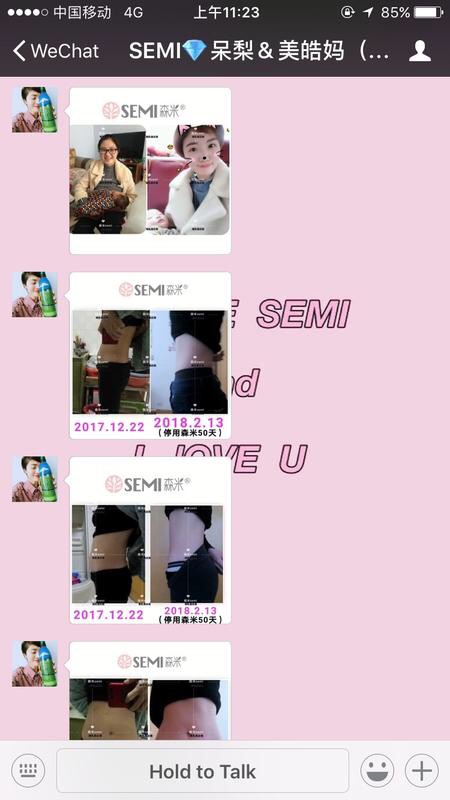 中国移动 4G 上午11:23 85%
WeChat SEMI💎呆梨＆美皓妈（...
SEMI森米®
SEMI森米®
2017.12.22 2018.2.13
（停用森米50天）
E SEMI
nd
I LOVE U
SEMI森米®
2017.12.22 2018.2.13
（停用森米50天）
SEMI森米®
Hold to Talk